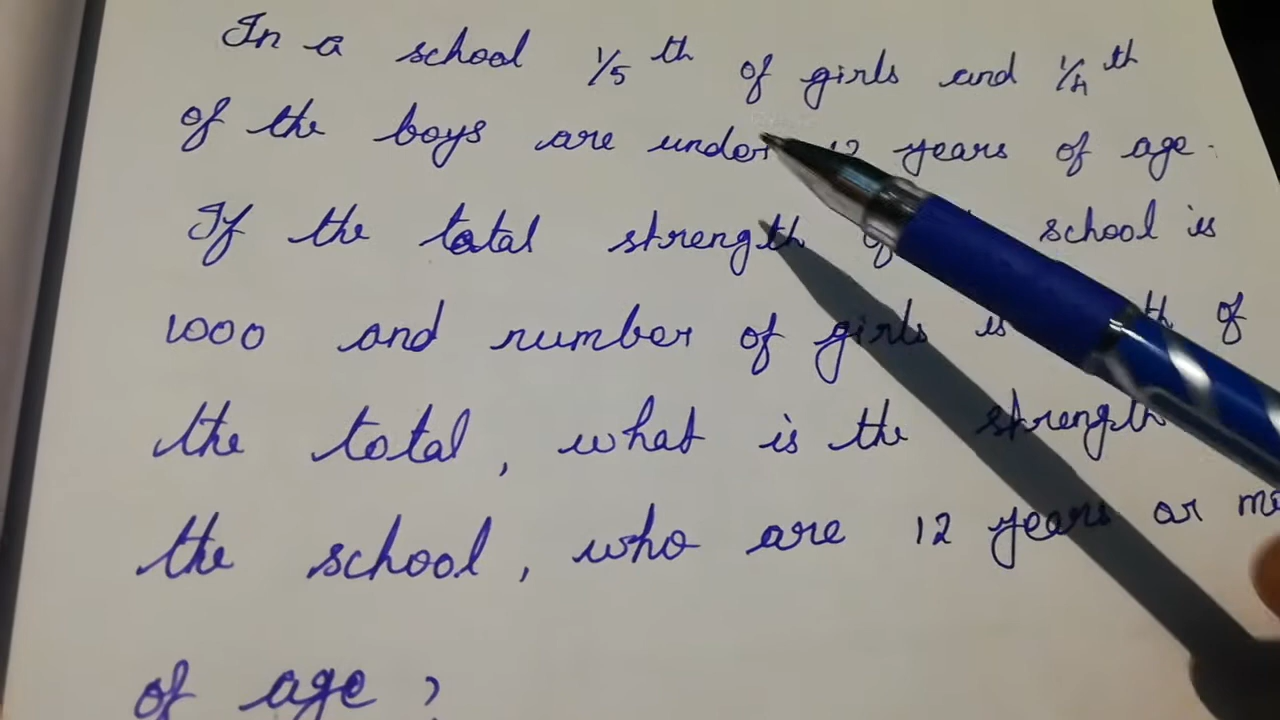 In a school 1/5 th of girls and 1/4 th
of the boys are under 12 years of age.
If the total strength school is
1000 and number of girls is th of
the total, what is the strength
the school, who are 12 years or
of age ?